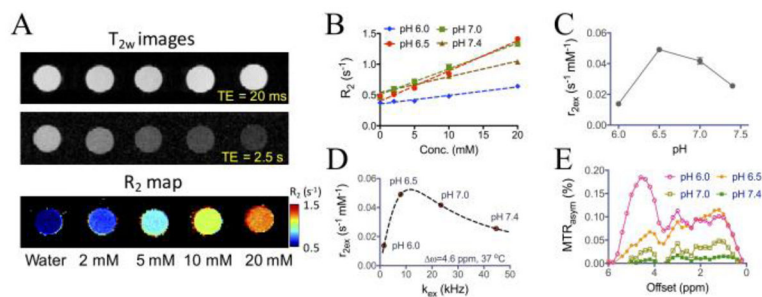 A
T2w images
TE = 20 ms
TE = 2.5 s
R2 map
R2 (s-1)
1.5
0.5
Water 2 mM 5 mM 10 mM 20 mM
B
pH 6.0 pH 7.0
pH 6.5 pH 7.4
R2 (s-1)
2.0
1.5
1.0
0.5
0.0
0 5 10 15 20
Conc. (mM)
C
r2ex (s-1 mM-1)
0.06
0.04
0.02
0.00
6.0 6.5 7.0 7.5
pH
D
r2ex (s-1 mM-1)
0.06
0.04
0.02
0.00
pH 6.5
pH 7.0
pH 7.4
pH 6.0
Δω=4.6 ppm, 37 °C
0 10 20 30 40 50
kex (kHz)
E
pH 6.0 pH 6.5
pH 7.0 pH 7.4
MTRasym (%)
0.20
0.15
0.10
0.05
0.00
6 4 2 0
Offset (ppm)